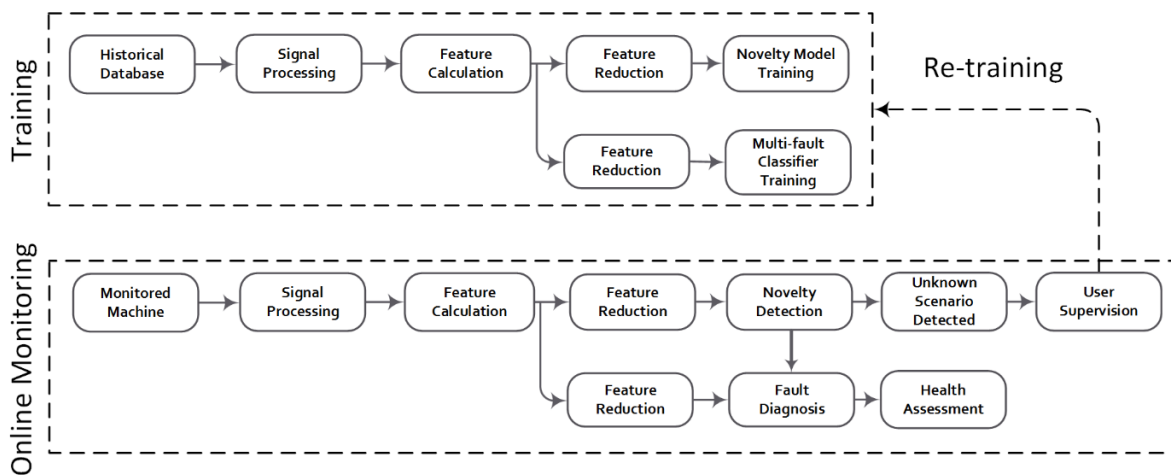 Training
Historical
Database
Signal
Processing
Feature
Calculation
Feature
Reduction
Novelty Model
Training
Feature
Reduction
Multi-fault
Classifier
Training
Re-training
Online Monitoring
Monitored
Machine
Signal
Processing
Feature
Calculation
Feature
Reduction
Novelty
Detection
Unknown
Scenario
Detected
User
Supervision
Feature
Reduction
Fault
Diagnosis
Health
Assessment